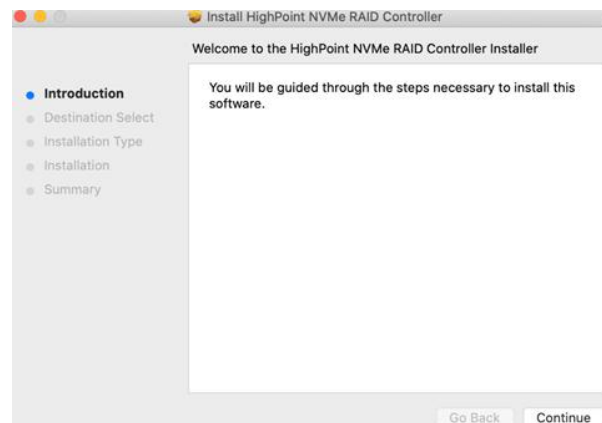 Install HighPoint NVMe RAID Controller
Welcome to the HighPoint NVMe RAID Controller Installer
Introduction
Destination Select
Installation Type
Installation
Summary
You will be guided through the steps necessary to install this
software.
Go Back
Continue